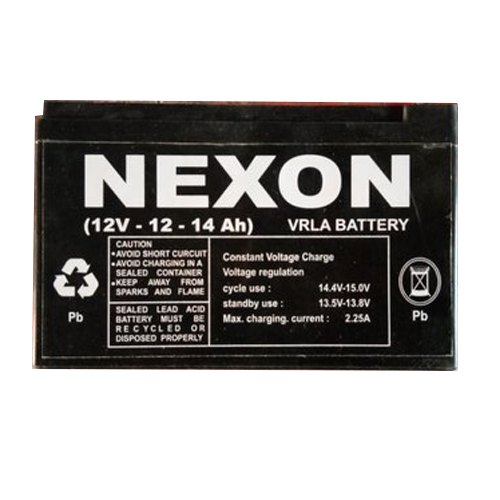 NEXON
(12V - 12 - 14 Ah)
VRLA BATTERY
CAUTION
•AVOID SHORT CURCUIT
•AVOID CHARGING IN A
SEALED CONTAINER
•KEEP AWAY FROM
SPARKS AND FLAMES
SEALED LEAD ACID
BATTERY MUST BE
RECYCLED OR
DISPOSED PROPERLY
Constant Voltage Charge
Voltage regulation
cycle use : 14.4V-15.0V
standby use : 13.5V-13.8V
Max. charging. current : 2.25A
Pb
Pb